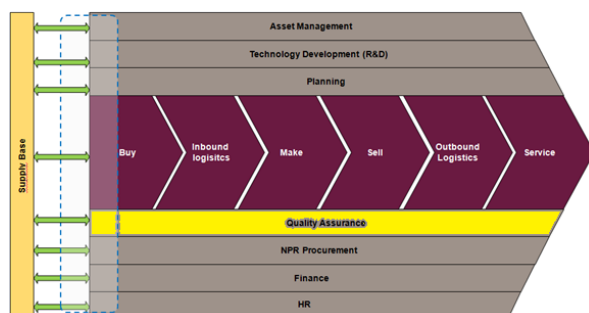 Asset Management
Technology Development (R&D)
Planning
Supply Base
Buy
Inbound
logisitcs
Make
Sell
Outbound
Logistics
Service
Quality Assurance
NPR Procurement
Finance
HR